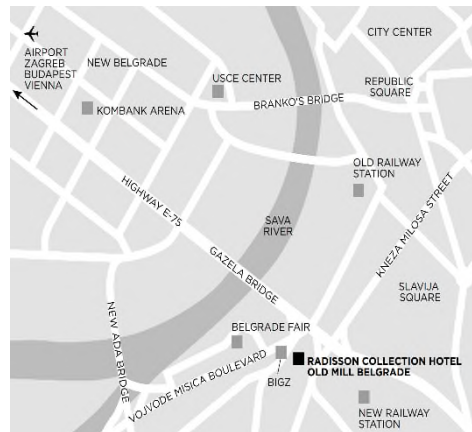 CITY CENTER
AIRPORT
ZAGREB
BUDAPEST
VIENNA
NEW BELGRADE
USCE CENTER
REPUBLIC
SQUARE
KOMBANK ARENA
BRANKO'S BRIDGE
OLD RAILWAY
STATION
HIGHWAY E-75
SAVA
RIVER
KNEZA MILOSA STREET
GAZELA BRIDGE
SLAVIJA
SQUARE
NEW ADA BRIDGE
BELGRADE FAIR
VOJVODE MISICA BOULEVARD
BIGZ
RADISSON COLLECTION HOTEL
OLD MILL BELGRADE
NEW RAILWAY
STATION